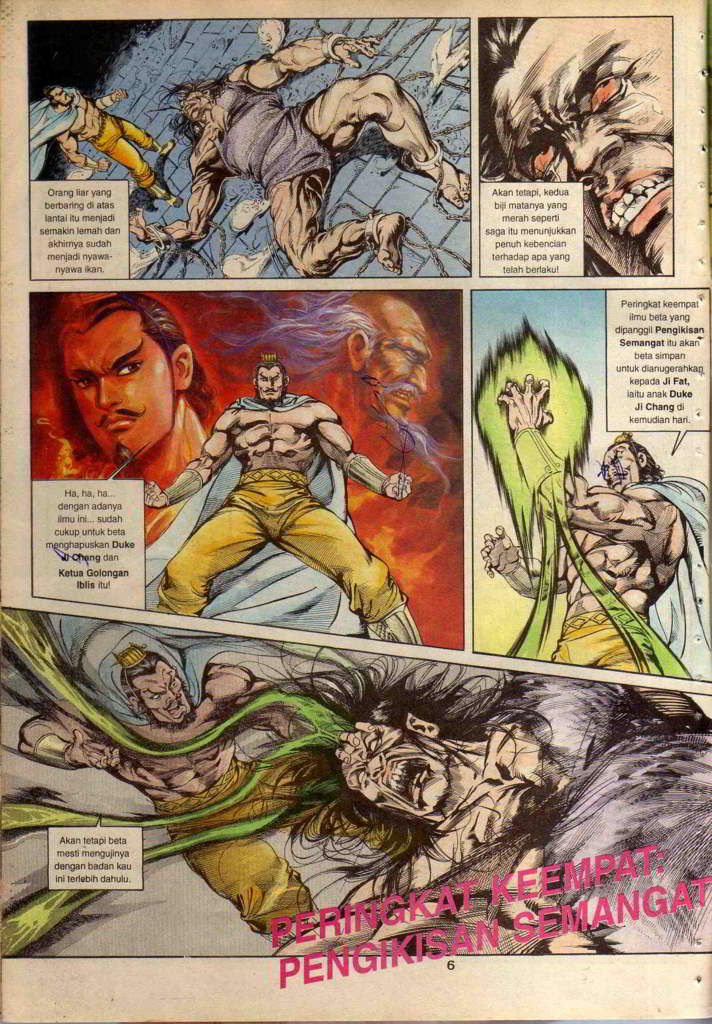 Orang liar yang
berbaring di atas
lantai itu menjadi
semakin lemah dan
akhirnya sudah
menjadi nyawa-
nyawa ikan.
Akan tetapi, kedua
biji matanya yang
merah seperti
saga itu menunjukkan
penuh kebencian
terhadap apa yang
telah berlaku!
Ha, ha, ha...
dengan adanya
ilmu ini... sudah
cukup untuk beta
menghapuskan Duke
Ji Chang dan
Ketua Golongan
Iblis itu!
Peringkat keempat
ilmu beta yang
dipanggil Pengikisan
Semangat itu akan
beta simpan
untuk dianugerahkan
kepada Ji Fat,
iaitu anak Duke
Ji Chang di
kemudian hari.
Akan tetapi beta
mesti mengujinya
dengan badan kau
ini terlebih dahulu.
PERINGKAT KEEMPAT:
PENGIKISAN SEMANGAT
6